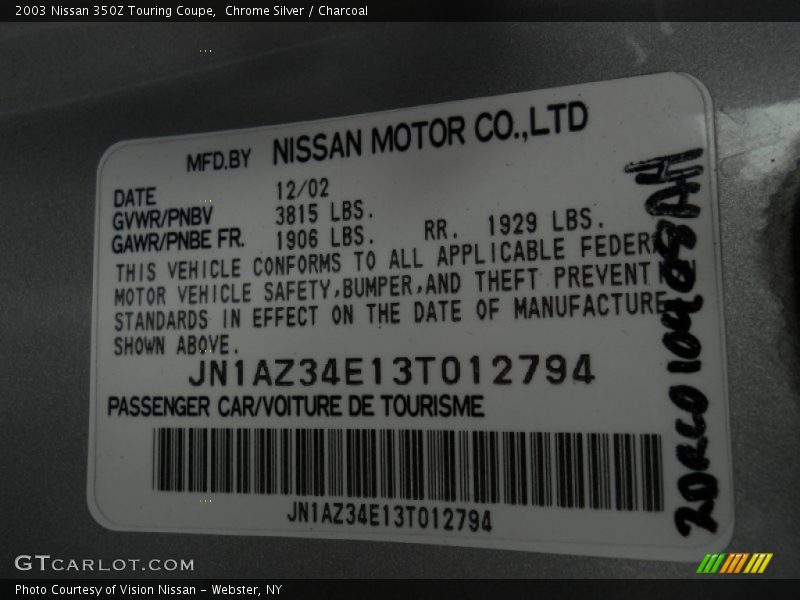 2003 Nissan 350Z Touring Coupe,  Chrome Silver / Charcoal
MFD.BY NISSAN MOTOR CO.,LTD
DATE 12/02
GVWR/PNBV 3815 LBS.
GAWR/PNBE FR. 1906 LBS. RR. 1929 LBS.
THIS VEHICLE CONFORMS TO ALL APPLICABLE FEDER
MOTOR VEHICLE SAFETY,BUMPER,AND THEFT PREVENT
STANDARDS IN EFFECT ON THE DATE OF MANUFACTURE
SHOWN ABOVE.
JN1AZ34E13T012794
PASSENGER CAR/VOITURE DE TOURISME
JN1AZ34E13T012794
GTCARLOT.COM
Photo Courtesy of Vision Nissan - Webster, NY